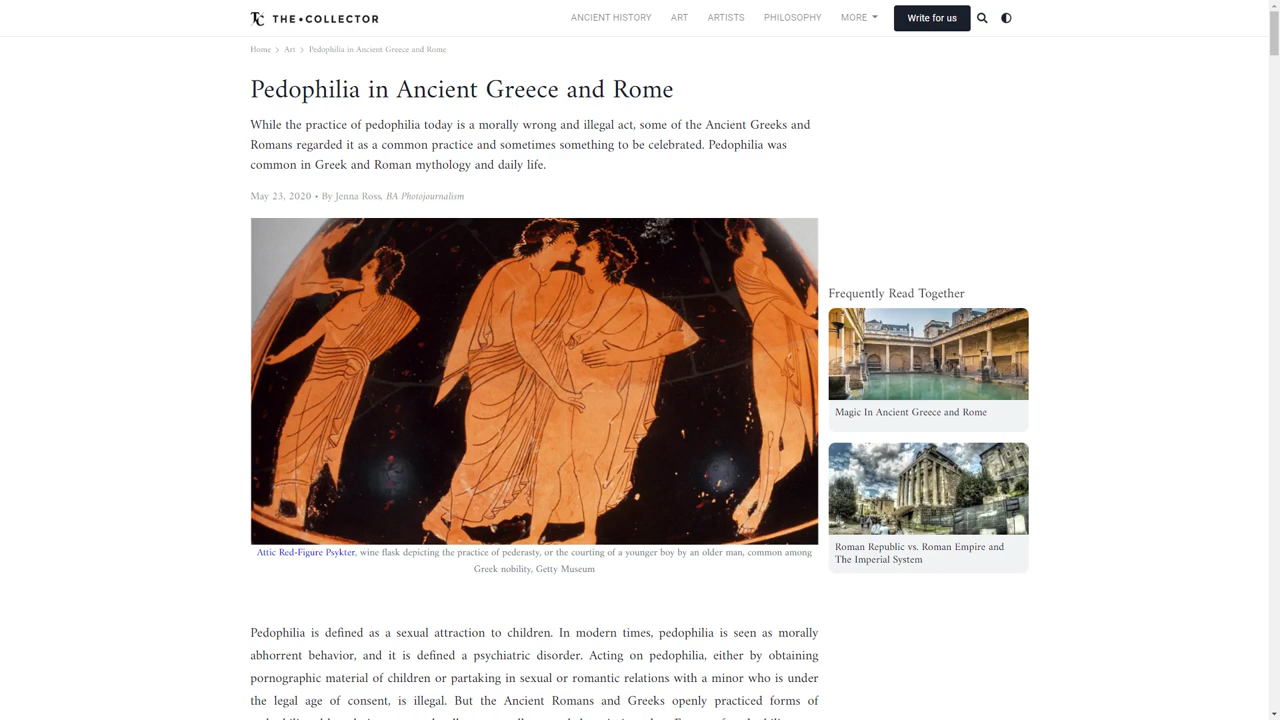 THE•COLLECTOR
ANCIENT HISTORY ART ARTISTS PHILOSOPHY MORE Write for us
Home > Art > Pedophilia in Ancient Greece and Rome
Pedophilia in Ancient Greece and Rome
While the practice of pedophilia today is a morally wrong and illegal act, some of the Ancient Greeks and
Romans regarded it as a common practice and sometimes something to be celebrated. Pedophilia was
common in Greek and Roman mythology and daily life.
May 23, 2020 • By Jenna Ross, BA Photojournalism
Attic Red-Figure Psykter, wine flask depicting the practice of pederasty, or the courting of a younger boy by an older man, common among
Greek nobility, Getty Museum
Frequently Read Together
Magic In Ancient Greece and Rome
Roman Republic vs. Roman Empire and
The Imperial System
Pedophilia is defined as a sexual attraction to children. In modern times, pedophilia is seen as morally
abhorrent behavior, and it is defined a psychiatric disorder. Acting on pedophilia, either by obtaining
pornographic material of children or partaking in sexual or romantic relations with a minor who is under
the legal age of consent, is illegal. But the Ancient Romans and Greeks openly practiced forms of